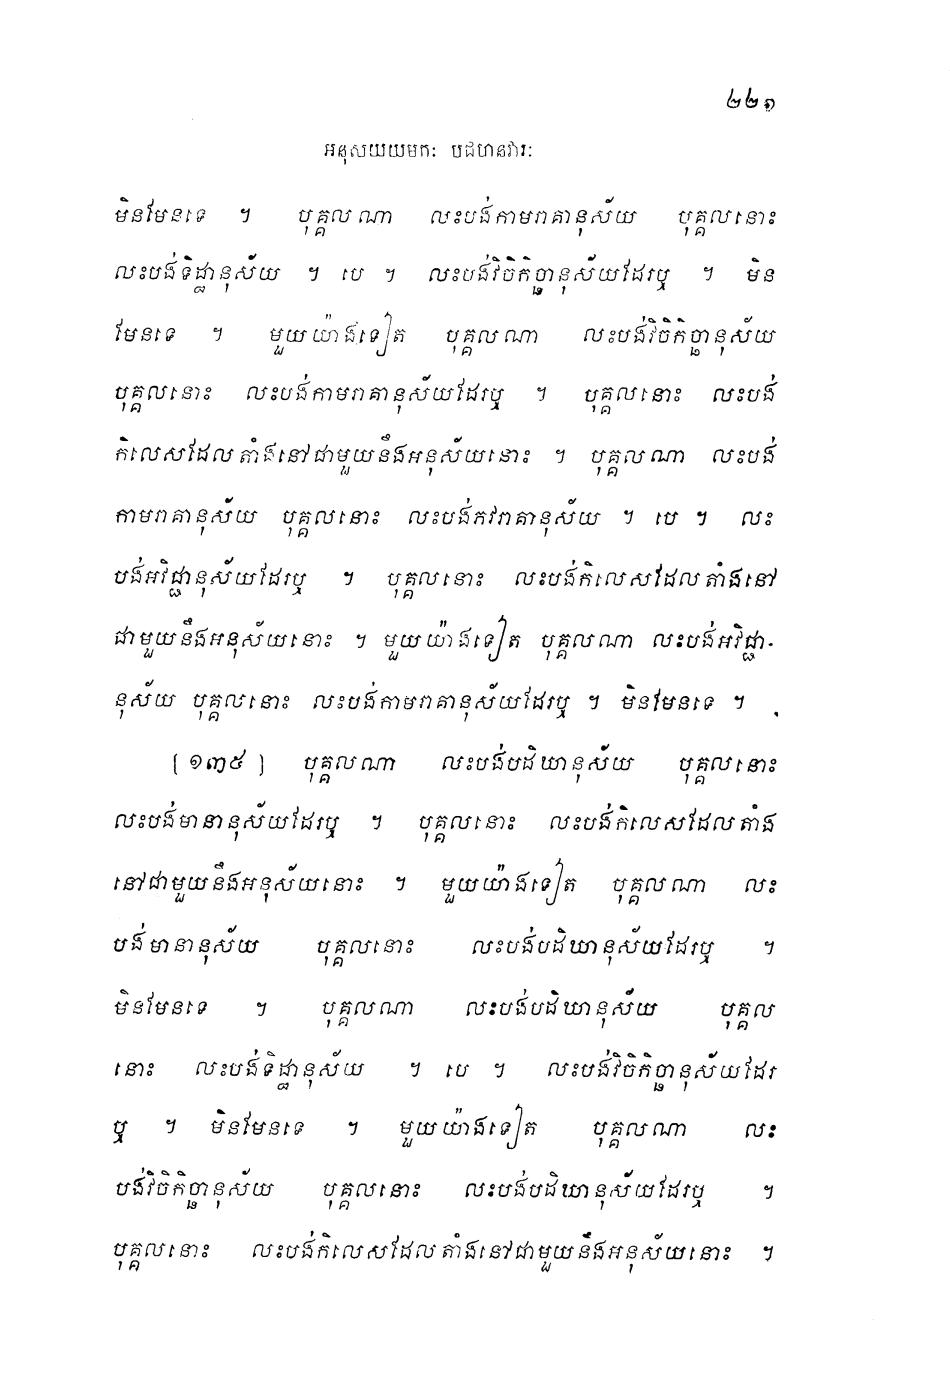 ២២១
អនុសយយមកៈ បដហនវារៈ
មិនមែនទេ ។ បុគ្គលណា លះបង់កាមរាគានុស័យ បុគ្គលនោះ
លះបង់ទិដ្ឋានុស័យ ។ បេ ។ លះបង់វិចិកិច្ឆានុស័យដែរឬ ។ មិន
មែនទេ ។ មួយយ៉ាងទៀត បុគ្គលណា លះបង់វិចិកិច្ឆានុស័យ
បុគ្គលនោះ លះបង់កាមរាគានុស័យដែរឬ ។ បុគ្គលនោះ លះបង់
កិលេសដែលតាំងនៅជាមួយនឹងអនុស័យនោះ ។ បុគ្គលណា លះបង់
កាមរាគានុស័យ បុគ្គលនោះ លះបង់ភវរាគានុស័យ ។ បេ ។ លះ
បង់អវិជ្ជានុស័យដែរឬ ។ បុគ្គលនោះ លះបង់កិលេសដែលតាំងនៅ
ជាមួយនឹងអនុស័យនោះ ។ មួយយ៉ាងទៀត បុគ្គលណា លះបង់អវិជ្ជា-
នុស័យ បុគ្គលនោះ លះបង់កាមរាគានុស័យដែរឬ ។ មិនមែនទេ ។
[១៣៥] បុគ្គលណា លះបង់បដិឃានុស័យ បុគ្គលនោះ
លះបង់មានានុស័យដែរឬ ។ បុគ្គលនោះ លះបង់កិលេសដែលតាំង
នៅជាមួយនឹងអនុស័យនោះ ។ មួយយ៉ាងទៀត បុគ្គលណា លះ
បង់មានានុស័យ បុគ្គលនោះ លះបង់បដិឃានុស័យដែរឬ ។
មិនមែនទេ ។ បុគ្គលណា លះបង់បដិឃានុស័យ បុគ្គល
នោះ លះបង់ទិដ្ឋានុស័យ ។ បេ ។ លះបង់វិចិកិច្ឆានុស័យដែរ
ឬ ។ មិនមែនទេ ។ មួយយ៉ាងទៀត បុគ្គលណា លះ
បង់វិចិកិច្ឆានុស័យ បុគ្គលនោះ លះបង់បដិឃានុស័យដែរឬ ។
បុគ្គលនោះ លះបង់កិលេសដែលតាំងនៅជាមួយនឹងអនុស័យនោះ ។